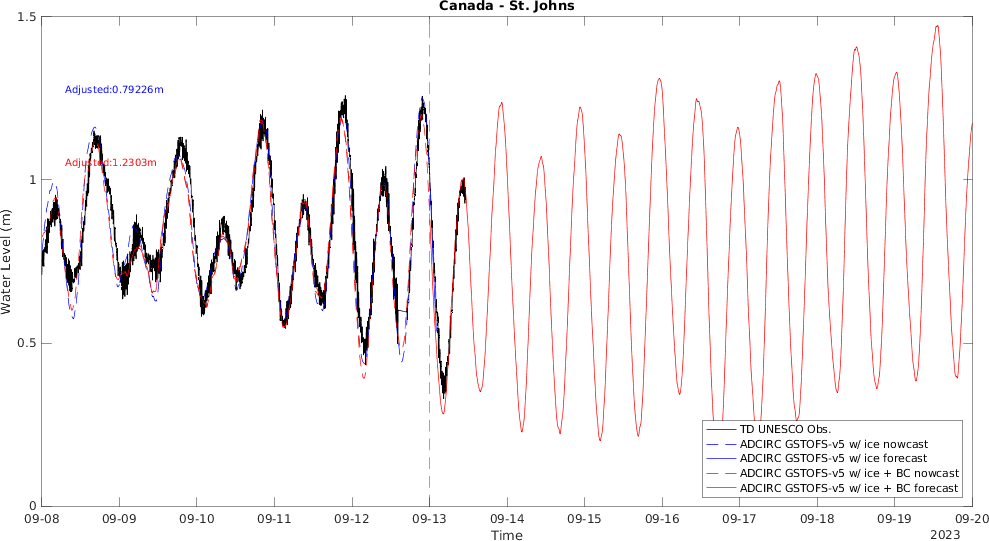 Canada - St. Johns
1.5
Adjusted:0.79226m
Adjusted:1.2303m
1
Water Level (m)
0.5
TD UNESCO Obs.
ADCIRC GSTOFS-v5 w/ ice nowcast
ADCIRC GSTOFS-v5 w/ ice forecast
ADCIRC GSTOFS-v5 w/ ice + BC nowcast
ADCIRC GSTOFS-v5 w/ ice + BC forecast
0
09-08 09-09 09-10 09-11 09-12 09-13 09-14 09-15 09-16 09-17 09-18 09-19 09-20
Time
2023